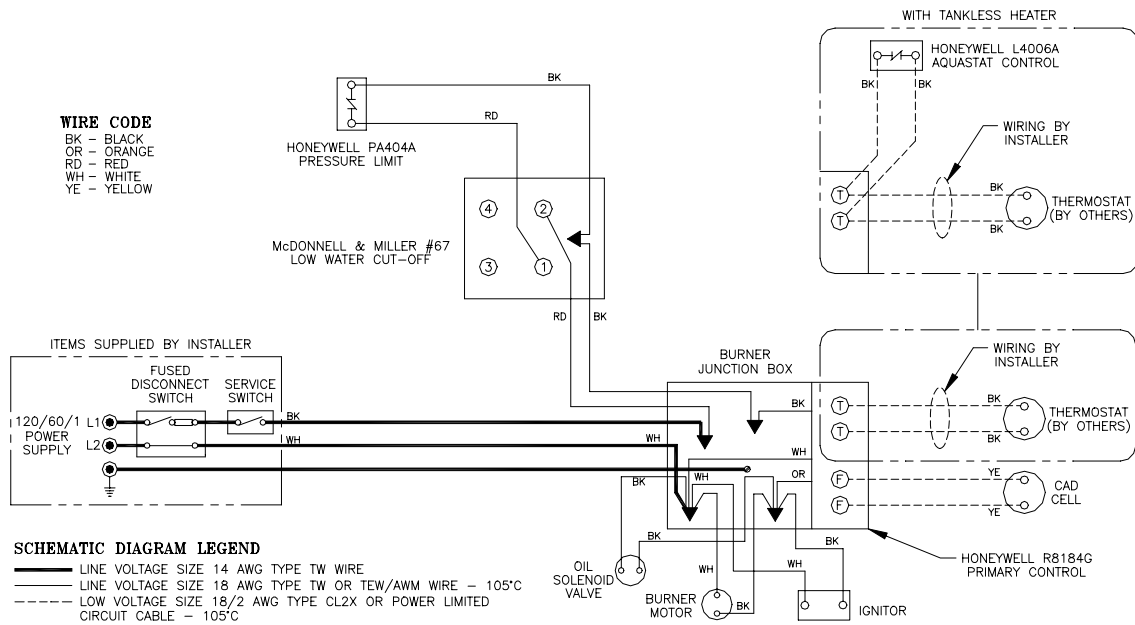 WITH TANKLESS HEATER
HONEYWELL L4006A
AQUASTAT CONTROL
BK
BK
WIRING BY
INSTALLER
T
T
BK
BK
THERMOSTAT
(BY OTHERS)
BK
RD
HONEYWELL PA404A
PRESSURE LIMIT
WIRE CODE
BK – BLACK
OR – ORANGE
RD – RED
WH – WHITE
YE – YELLOW
4
2
3
1
McDONNELL & MILLER #67
LOW WATER CUT–OFF
RD
BK
ITEMS SUPPLIED BY INSTALLER
FUSED
DISCONNECT
SWITCH
SERVICE
SWITCH
120/60/1
POWER
SUPPLY
L1
L2
BK
WH
BURNER
JUNCTION BOX
WH
BK
WH
OR
BK
WH
WIRING BY
INSTALLER
T
T
BK
BK
THERMOSTAT
(BY OTHERS)
F
F
YE
YE
CAD
CELL
BK
BK
HONEYWELL R8184G
PRIMARY CONTROL
OIL
SOLENOID
VALVE
WH
BURNER
MOTOR
BK
WH
IGNITOR
SCHEMATIC DIAGRAM LEGEND
LINE VOLTAGE SIZE 14 AWG TYPE TW WIRE
LINE VOLTAGE SIZE 18 AWG TYPE TW OR TEW/AWM WIRE – 105°C
LOW VOLTAGE SIZE 18/2 AWG TYPE CL2X OR POWER LIMITED
CIRCUIT CABLE – 105°C